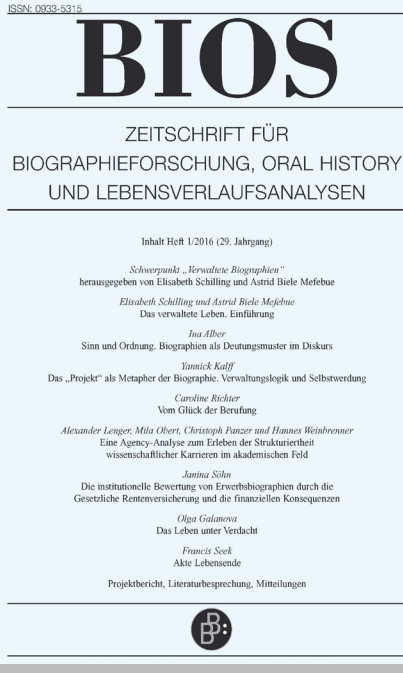 ISSN: 0933-5315
BIOS
ZEITSCHRIFT FÜR
BIOGRAPHIEFORSCHUNG, ORAL HISTORY
UND LEBENSVERLAUFSANALYSEN
Inhalt Heft 1/2016 (29. Jahrgang)
Schwerpunkt „Verwaltete Biographien“
herausgegeben von Elisabeth Schilling und Astrid Biele Mefebue
Elisabeth Schilling und Astrid Biele Mefebue
Das verwaltete Leben. Einführung
Ina Alber
Sinn und Ordnung. Biographien als Deutungsmuster im Diskurs
Yannick Kalff
Das „Projekt“ als Metapher der Biographie. Verwaltungslogik und Selbstwerdung
Caroline Richter
Vom Glück der Berufung
Alexander Lenger, Mila Obert, Christoph Panzer und Hannes Weinbrenner
Eine Agency-Analyse zum Erleben der Strukturiertheit
wissenschaftlicher Karrieren im akademischen Feld
Janina Söhn
Die institutionelle Bewertung von Erwerbsbiographien durch die
Gesetzliche Rentenversicherung und die finanziellen Konsequenzen
Olga Galanova
Das Leben unter Verdacht
Francis Seek
Akte Lebensende
Projektbericht, Literaturbesprechung, Mitteilungen
BB: